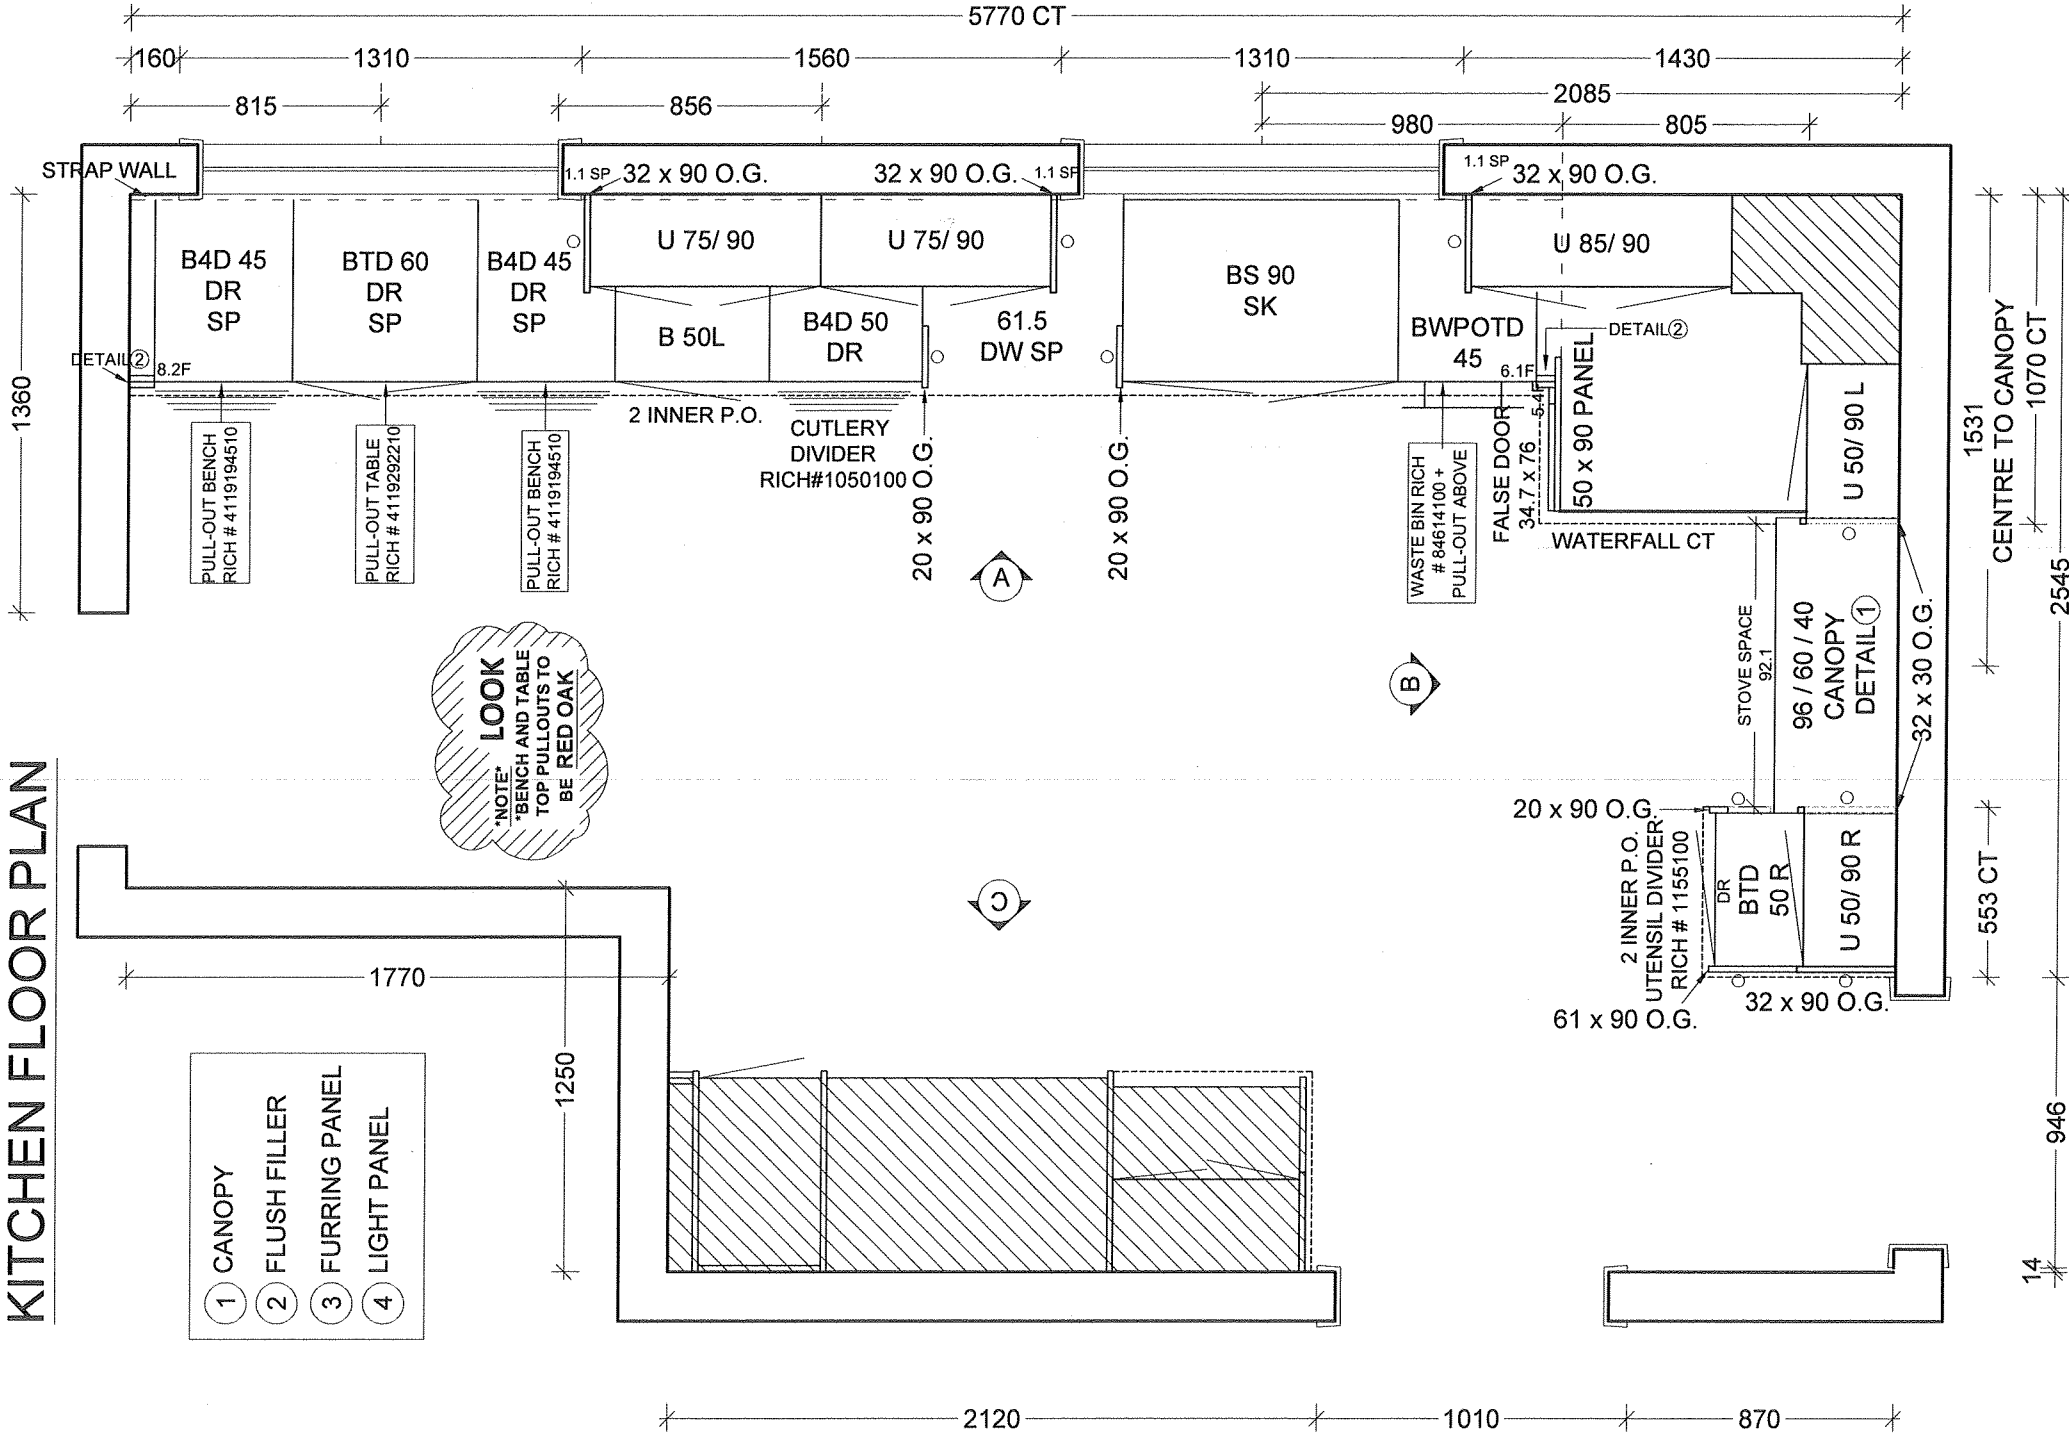 5770 CT
160
1310
1560
1310
1430
815
856
2085
980
805
STRAP WALL
1.1 SP
32 x 90 O.G.
32 x 90 O.G.
1.1 SP
1.1 SP
32 x 90 O.G.
B4D 45
DR
SP
BTD 60
DR
SP
B4D 45
DR
SP
U 75/ 90
U 75/ 90
B 50L
B4D 50
DR
61.5
DW SP
BS 90
SK
BWPOTD
45
U 85/ 90
DETAIL 2
DETAIL 2
8.2F
6.1F
5.4F
50 x 90 PANEL
U 50/ 90 L
1360
1531
CENTRE TO CANOPY
1070 CT
2545
PULL-OUT BENCH
RICH # 4119194510
PULL-OUT TABLE
RICH # 4119292210
PULL-OUT BENCH
RICH # 4119194510
2 INNER P.O.
CUTLERY
DIVIDER
RICH#1050100
20 x 90 O.G.
20 x 90 O.G.
WASTE BIN RICH
# 84614100 +
PULL-OUT ABOVE
FALSE DOOR
34.7 x 76
WATERFALL CT
A
B
C
*NOTE* LOOK
*BENCH AND TABLE
TOP PULLOUTS TO
BE RED OAK
STOVE SPACE
92.1
96 / 60 / 40
CANOPY
DETAIL 1
32 x 30 O.G.
20 x 90 O.G.
2 INNER P.O.
UTENSIL DIVIDER
RICH # 1155100
DR
BTD
50 R
U 50/ 90 R
553 CT
61 x 90 O.G.
32 x 90 O.G.
KITCHEN FLOOR PLAN
1770
1250
1 CANOPY
2 FLUSH FILLER
3 FURRING PANEL
4 LIGHT PANEL
946
14
2120
1010
870